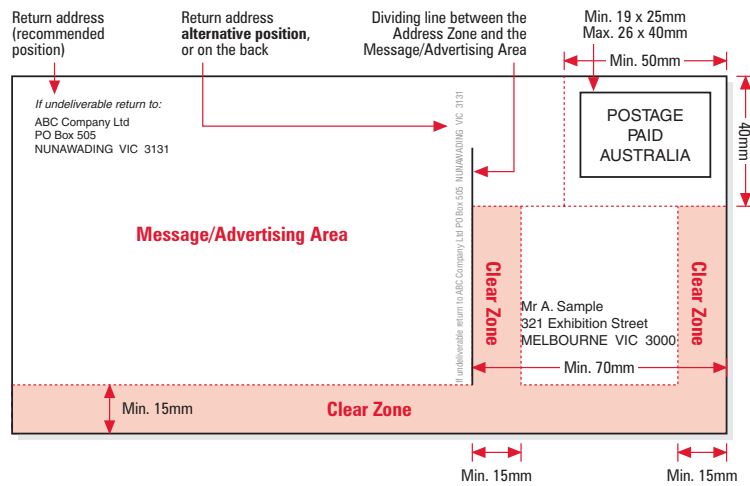 Return address
(recommended
position)
Return address
alternative position,
or on the back
Dividing line between the
Address Zone and the
Message/Advertising Area
Min. 19 x 25mm
Max. 26 x 40mm
Min. 50mm
If undeliverable return to:
ABC Company Ltd
PO Box 505
NUNAWADING VIC 3131
If undeliverable return to ABC Company Ltd PO Box 505 NUNAWADING VIC 3131
POSTAGE
PAID
AUSTRALIA
40mm
Message/Advertising Area
Clear Zone
Clear Zone
Mr A. Sample
321 Exhibition Street
MELBOURNE VIC 3000
Min. 70mm
Min. 15mm
Clear Zone
Min. 15mm
Min. 15mm